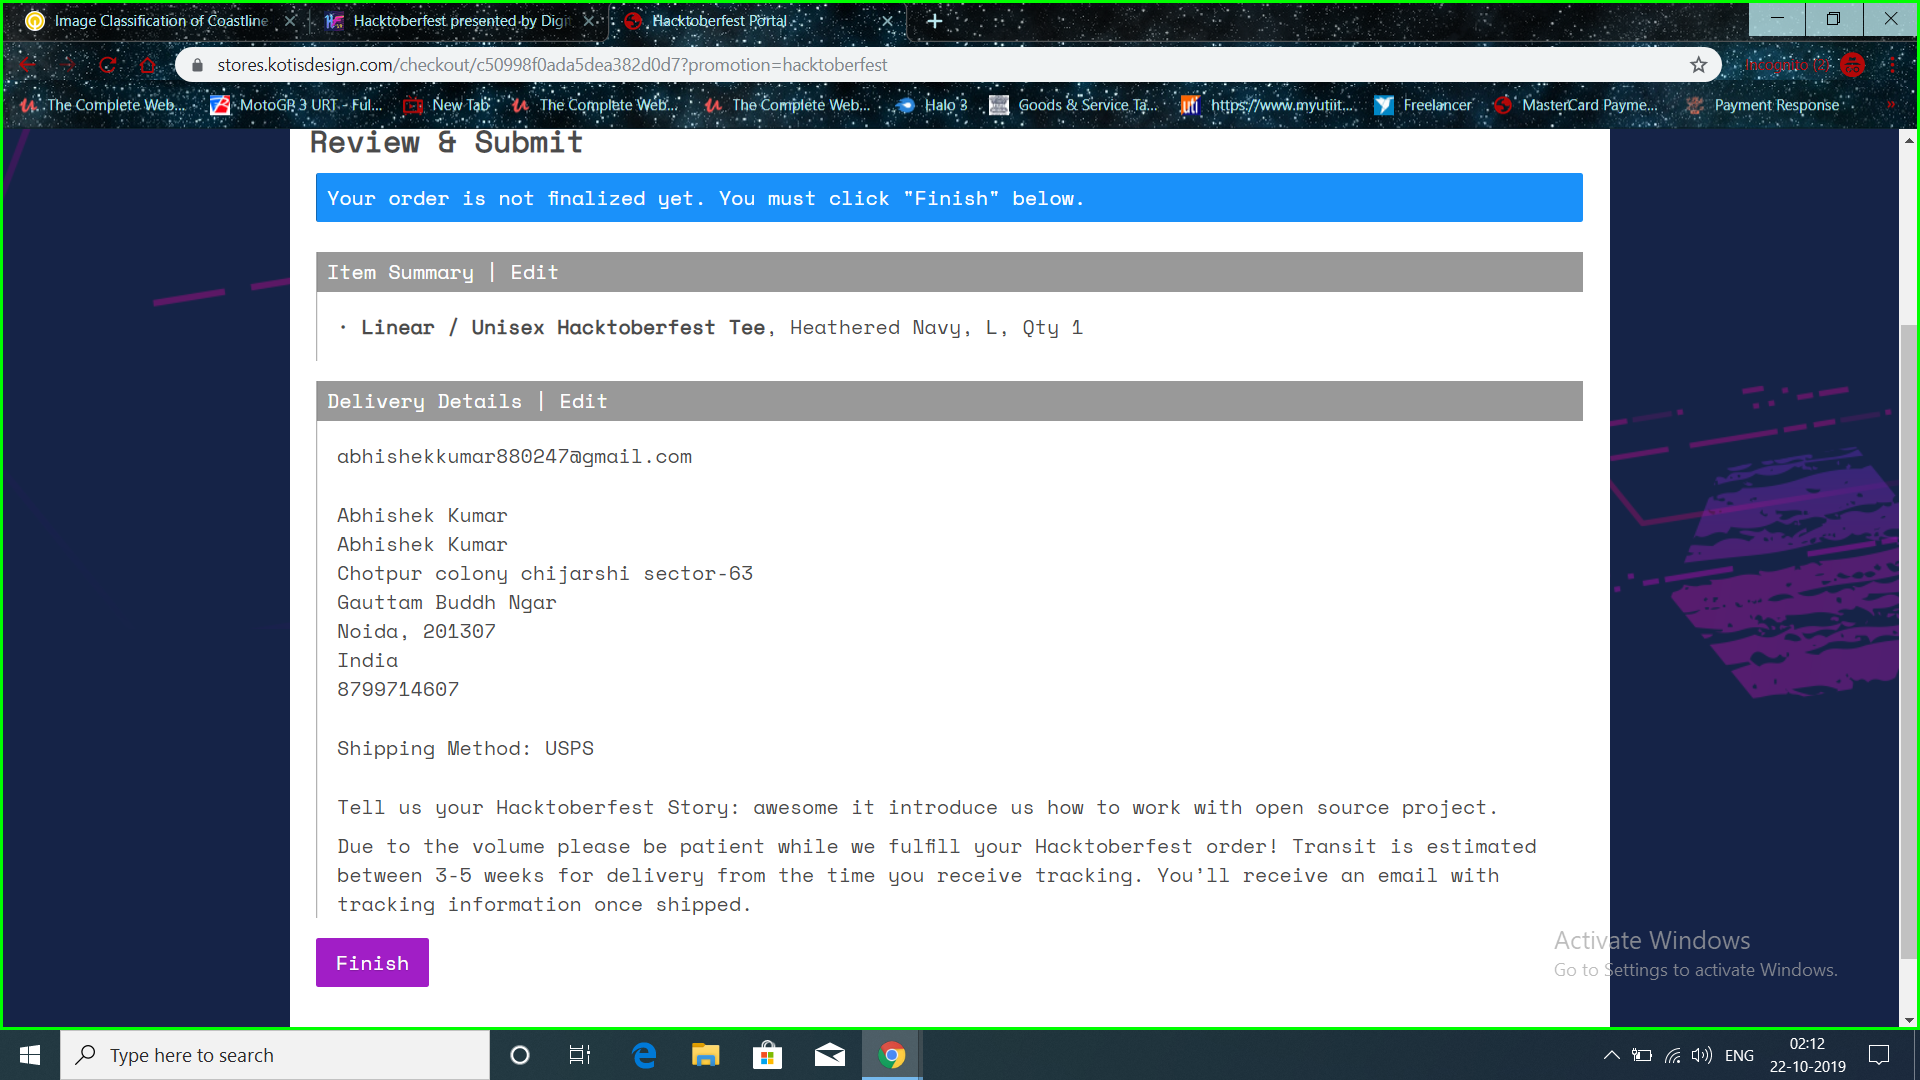 Image Classification of Coastline
Hacktoberfest presented by Digi
Hacktoberfest Portal
stores.kotisdesign.com/checkout/c50998f0ada5dea382d0d7?promotion=hacktoberfest
Incognito (2)
The Complete Web...
MotoGP 3 URT - Ful...
New Tab
The Complete Web...
The Complete Web...
Halo 3
Goods & Service Ta...
uti
https://www.myutiit....
Freelancer
MasterCard Payme...
Payment Response
Review & Submit
Your order is not finalized yet. You must click "Finish" below.
Item Summary | Edit
· Linear / Unisex Hacktoberfest Tee, Heathered Navy, L, Qty 1
Delivery Details | Edit
abhishekkumar880247@gmail.com
Abhishek Kumar
Abhishek Kumar
Chotpur colony chijarshi sector-63
Gauttam Buddh Ngar
Noida, 201307
India
8799714607
Shipping Method: USPS
Tell us your Hacktoberfest Story: awesome it introduce us how to work with open source project.
Due to the volume please be patient while we fulfill your Hacktoberfest order! Transit is estimated
between 3-5 weeks for delivery from the time you receive tracking. You'll receive an email with
tracking information once shipped.
Finish
Activate Windows
Go to Settings to activate Windows.
Type here to search
ENG
02:12
22-10-2019